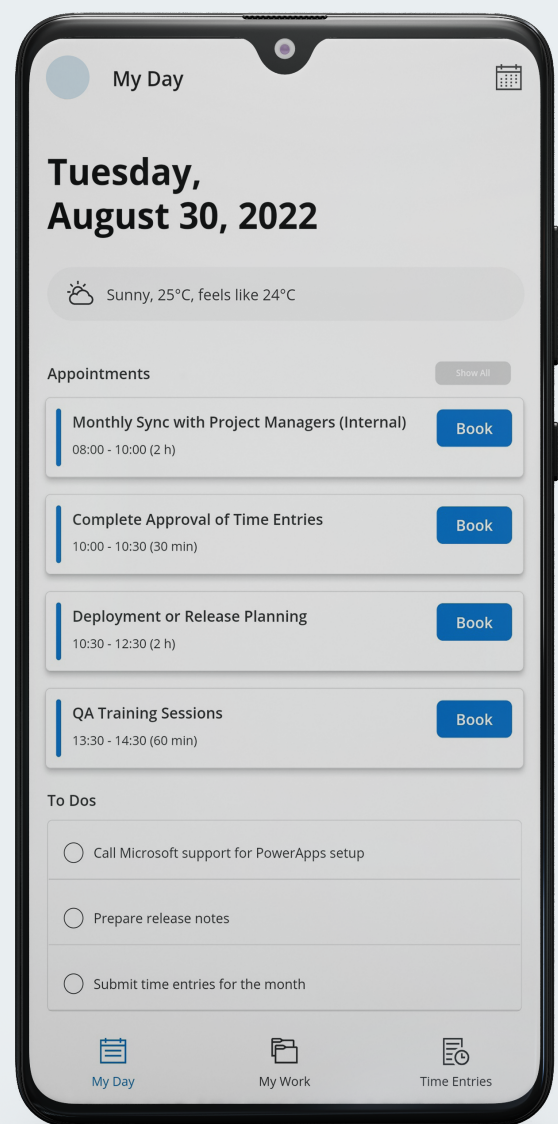 My Day
Tuesday,
August 30, 2022
Sunny, 25°C, feels like 24°C
Appointments
Show All
Monthly Sync with Project Managers (Internal)
Book
08:00 - 10:00 (2 h)
Complete Approval of Time Entries
Book
10:00 - 10:30 (30 min)
Deployment or Release Planning
Book
10:30 - 12:30 (2 h)
QA Training Sessions
Book
13:30 - 14:30 (60 min)
To Dos
Call Microsoft support for PowerApps setup
Prepare release notes
Submit time entries for the month
My Day
My Work
Time Entries